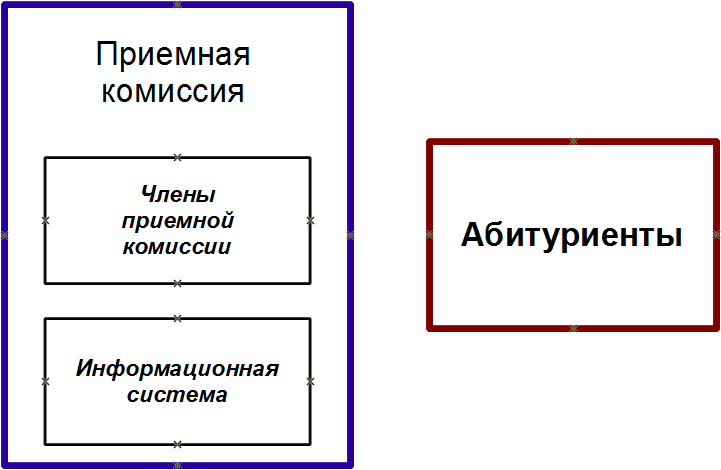 Приемная
комиссия
Члены
приемной
комиссии
Информационная
система
Абитуриенты